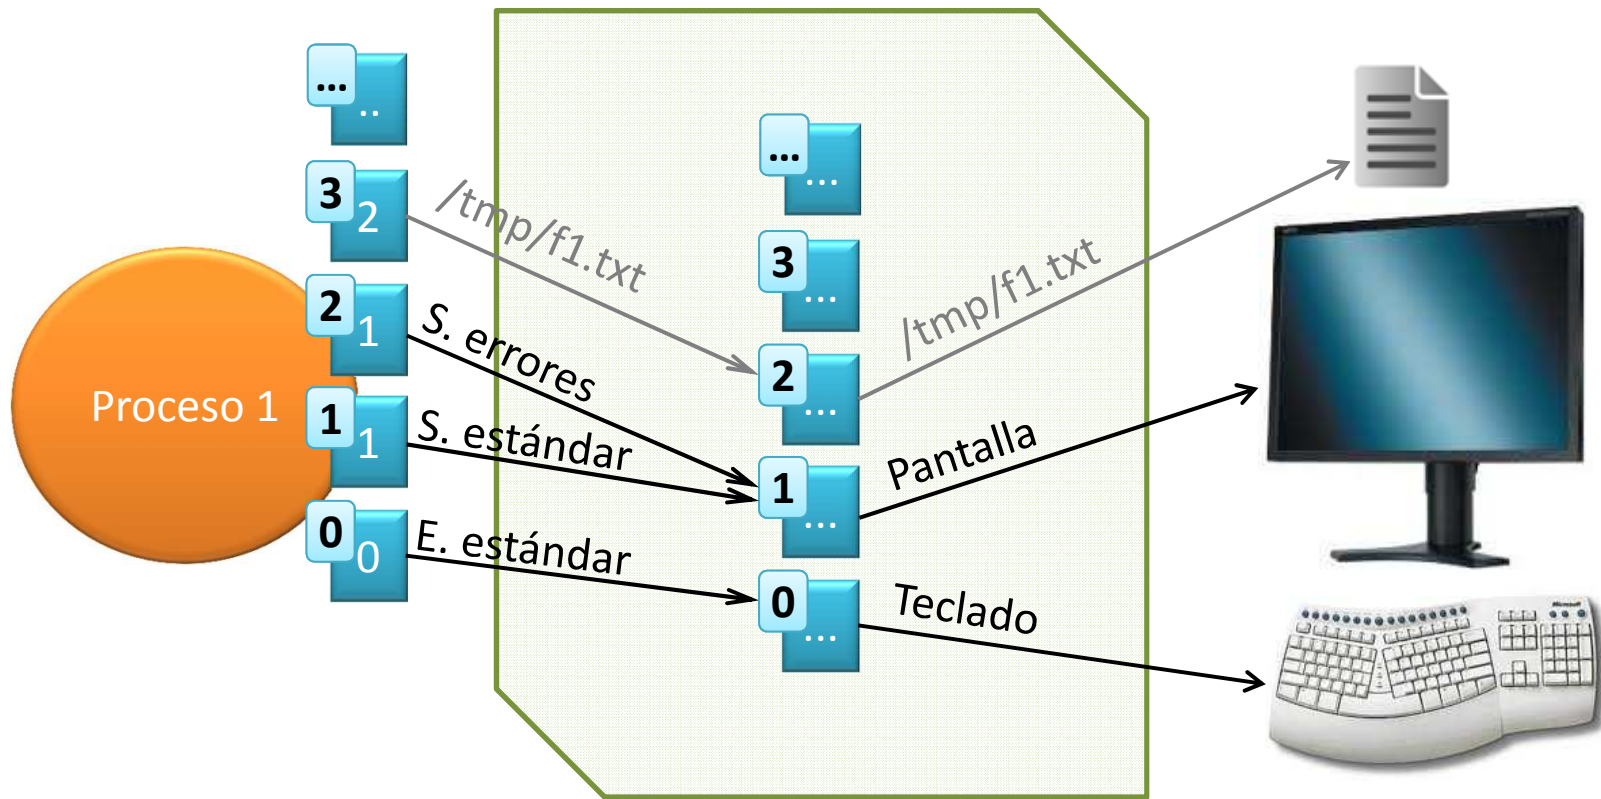 Proceso 1
...
..
3
2
/tmp/f1.txt
2
1
S. errores
1
1
S. estándar
0
0
E. estándar
...
...
3
...
2
...
/tmp/f1.txt
1
...
Pantalla
0
...
Teclado
Microsoft